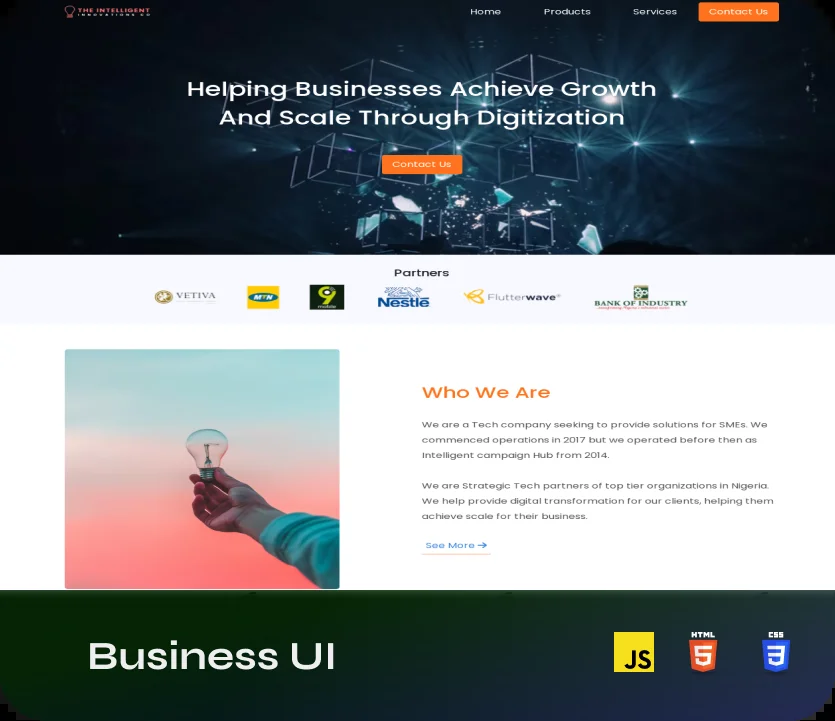 THE INTELLIGENT
INNOVATIONS CO
Home Products Services Contact Us
Helping Businesses Achieve Growth
And Scale Through Digitization
Contact Us
Partners
VETIVA
MTN
9
mobile
Nestlé
Flutterwave
BANK OF INDUSTRY
Who We Are
We are a Tech company seeking to provide solutions for SMEs. We
commenced operations in 2017 but we operated before then as
Intelligent campaign Hub from 2014.
We are Strategic Tech partners of top tier organizations in Nigeria.
We help provide digital transformation for our clients, helping them
achieve scale for their business.
See More →
Business UI
JS
HTML
5
CSS
3